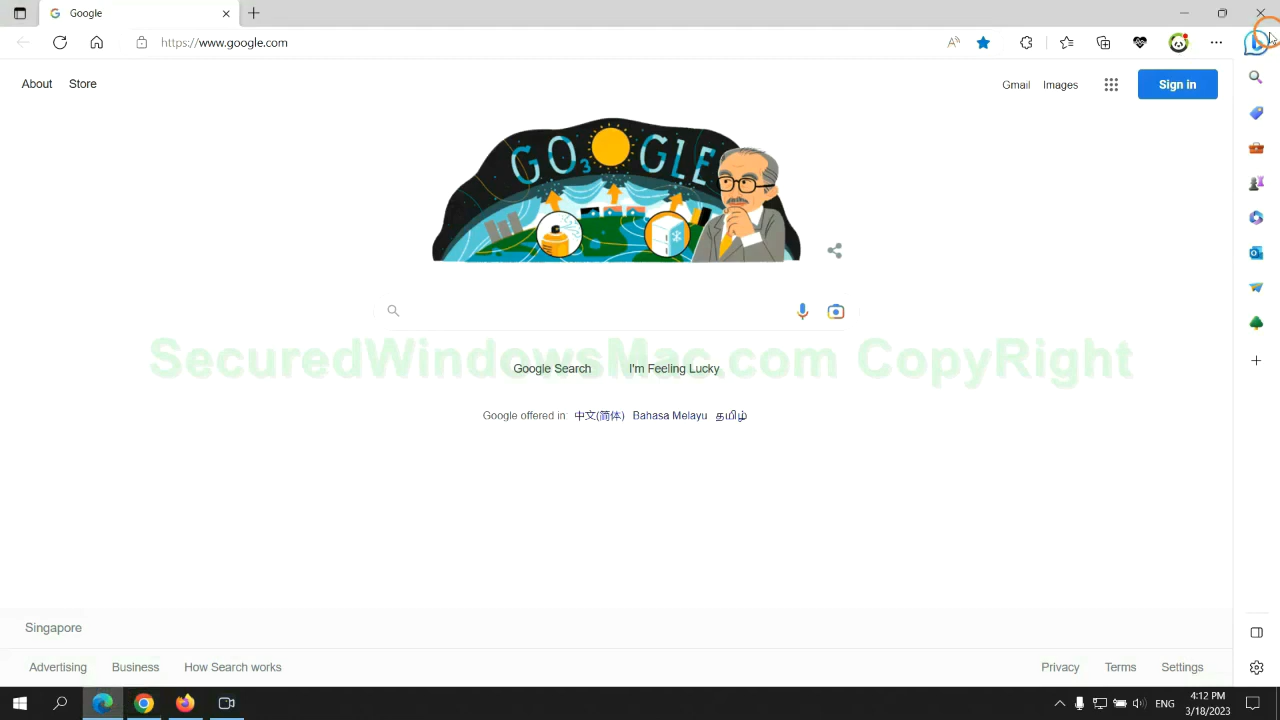 Google
https://www.google.com
About Store
Gmail Images Sign in
GO3GLE
SecuredWindowsMac.com CopyRight
Google Search I'm Feeling Lucky
Google offered in: 中文(简体) Bahasa Melayu தமிழ்
Singapore
Advertising Business How Search works
Privacy Terms Settings
ENG
4:12 PM
3/18/2023